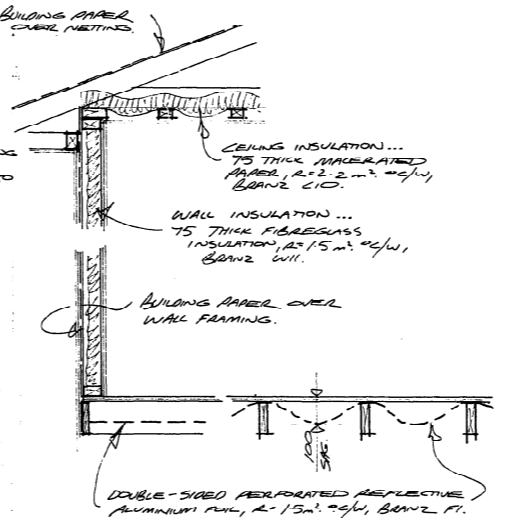 BUILDING PAPER
OVER NETTING.
CEILING INSULATION...
75 THICK MACERATED
PAPER, R=2.2 m². °C/W,
BRANZ C10.
WALL INSULATION...
75 THICK FIBREGLASS
INSULATION, R=1.5 m². °C/W,
BRANZ W11.
BUILDING PAPER OVER
WALL FRAMING.
100
SAG
DOUBLE-SIDED PERFORATED REFLECTIVE
ALUMINIUM FOIL, R-1.5m². °C/W, BRANZ F1.